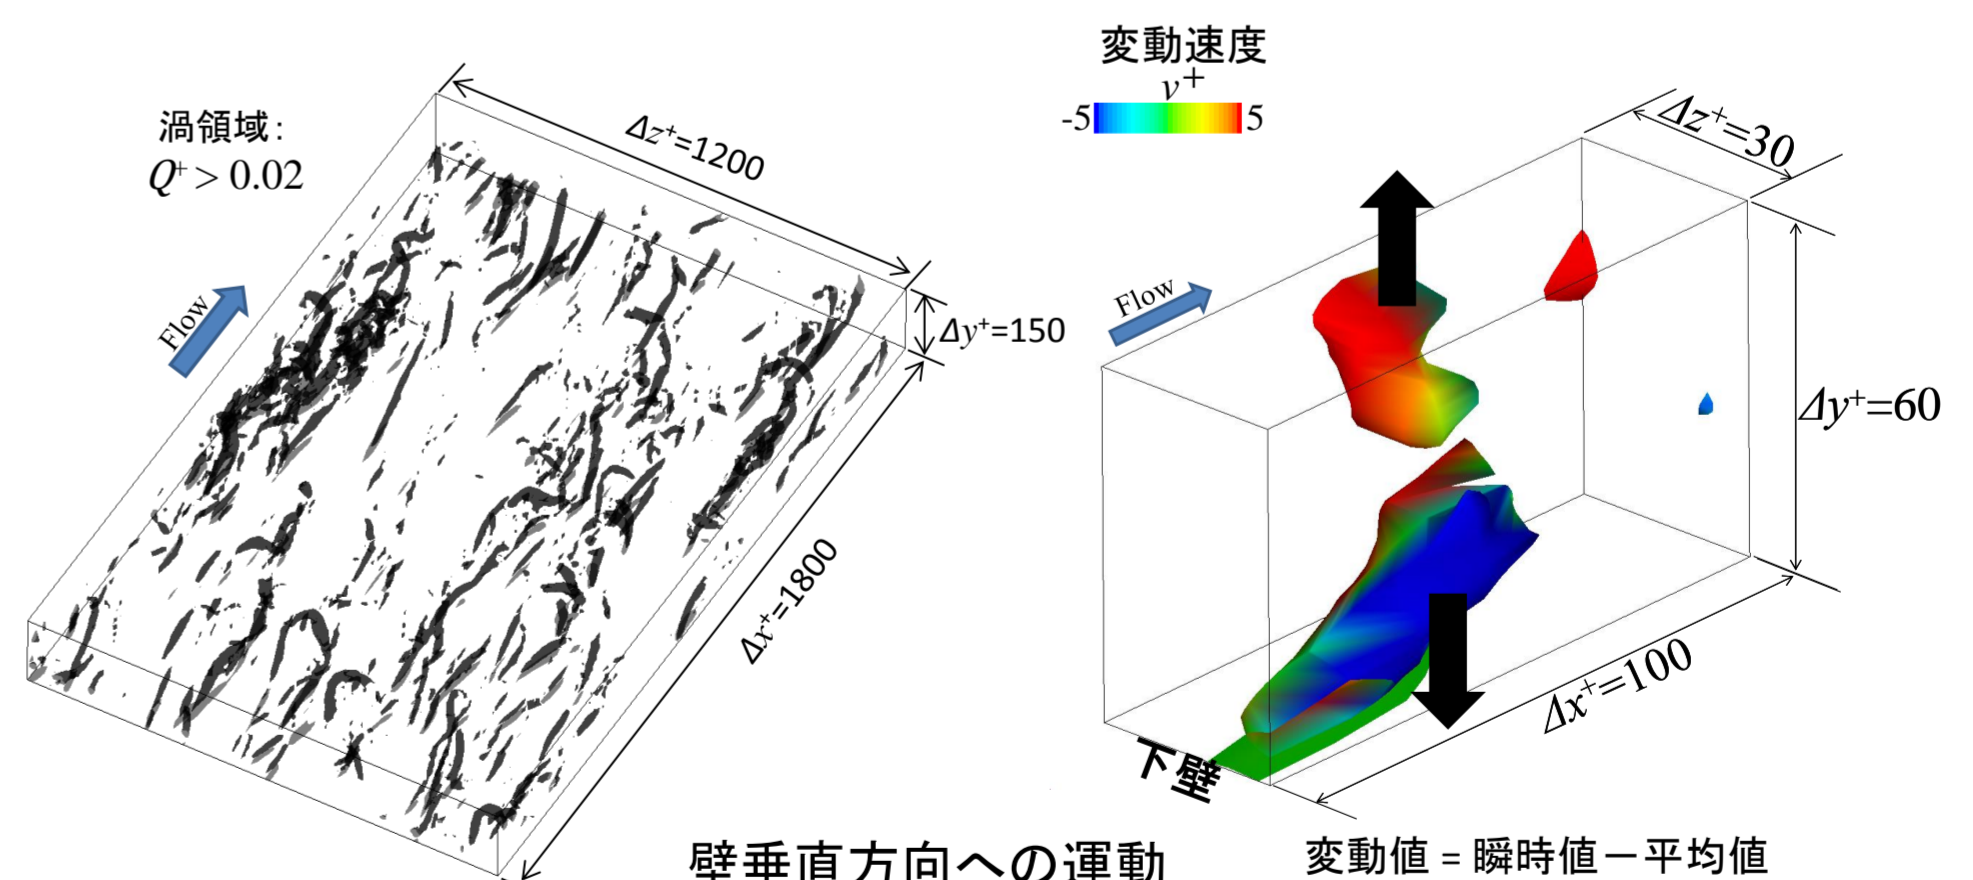 渦領域:
Q⁺ > 0.02
Δz⁺=1200
Flow
Δy⁺=150
Δx⁺=1800
変動速度
v⁺
-5 5
Δz⁺=30
Flow
Δy⁺=60
Δx⁺=100
下壁
壁垂直方向への運動
変動値 = 瞬時値－平均値